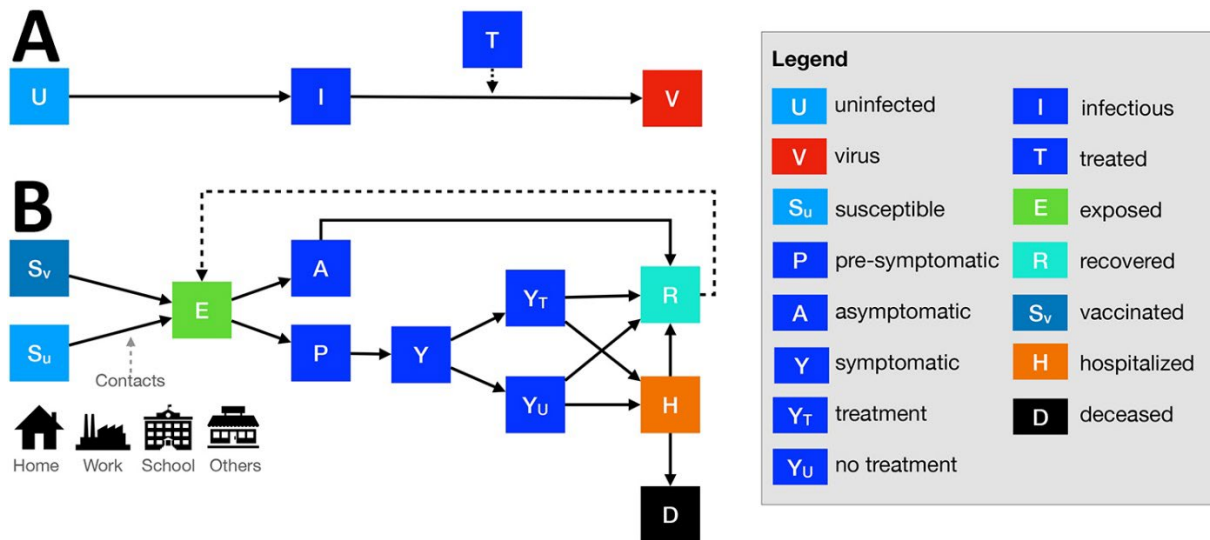 A
T
U
I
V
B
Sv
A
E
YT
R
Su
P
Y
Contacts
YU
H
Home Work School Others
D
Legend
U uninfected I infectious
V virus T treated
Su susceptible E exposed
P pre-symptomatic R recovered
A asymptomatic Sv vaccinated
Y symptomatic H hospitalized
YT treatment D deceased
YU no treatment